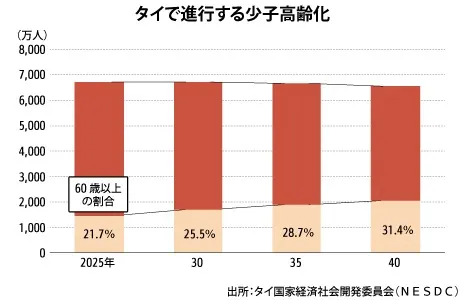 タイで進行する少子高齢化
(万人)
8,000
7,000
6,000
5,000
4,000
3,000
2,000
1,000
0
60歳以上
の割合
21.7%
25.5%
28.7%
31.4%
2025年
30
35
40
出所:タイ国家経済社会開発委員会(NESDC)